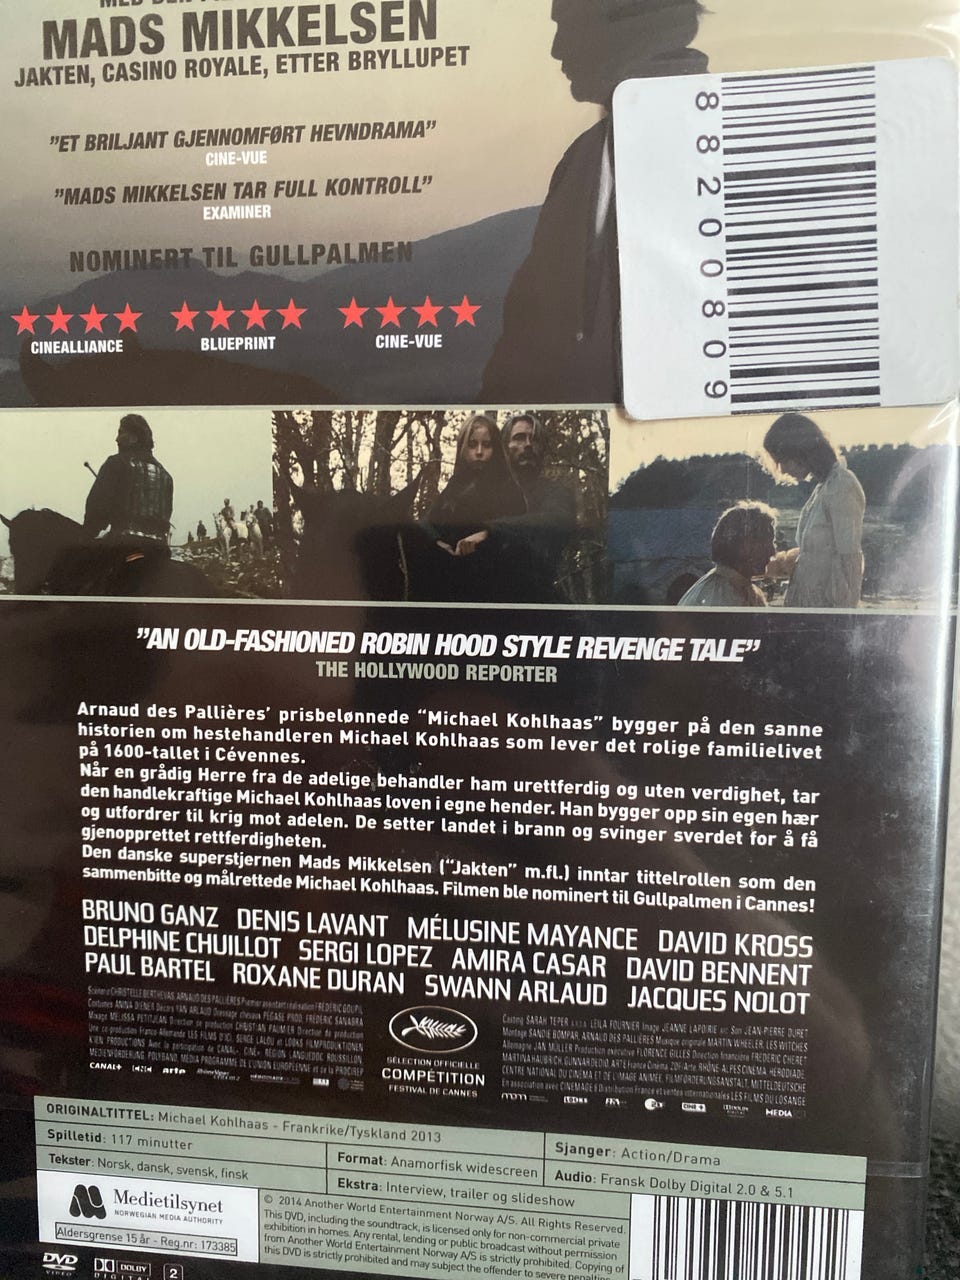 MADS MIKKELSEN
JAKTEN, CASINO ROYALE, ETTER BRYLLUPET
"ET BRILJANT GJENNOMFØRT HEVNDRAMA"
CINE-VUE
"MADS MIKKELSEN TAR FULL KONTROLL"
EXAMINER
NOMINERT TIL GULLPALMEN
CINEALLIANCE
BLUEPRINT
CINE-VUE
88200809
"AN OLD-FASHIONED ROBIN HOOD STYLE REVENGE TALE"
THE HOLLYWOOD REPORTER
Arnaud des Pallières' prisbelønnede "Michael Kohlhaas" bygger på den sanne
historien om hestehandleren Michael Kohlhaas som lever det rolige familielivet
på 1600-tallet i Cévennes.
Når en grådig Herre fra de adelige behandler ham urettferdig og uten verdighet, tar
den handlekraftige Michael Kohlhaas loven i egne hender. Han bygger opp sin egen hær
og utfordrer til krig mot adelen. De setter landet i brann og svinger sverdet for å få
gjenopprettet rettferdigheten.
Den danske superstjernen Mads Mikkelsen ("Jakten" m.fl.) inntar tittelrollen som den
sammenbitte og målrettede Michael Kohlhaas. Filmen ble nominert til Gullpalmen i Cannes!
BRUNO GANZ DENIS LAVANT MÉLUSINE MAYANCE DAVID KROSS
DELPHINE CHUILLOT SERGI LOPEZ AMIRA CASAR DAVID BENNENT
PAUL BARTEL ROXANE DURAN SWANN ARLAUD JACQUES NOLOT
SÉLECTION OFFICIELLE
COMPÉTITION
FESTIVAL DE CANNES
CANAL+
arte
CINE+
MEDIA
ORIGINALTITTEL: Michael Kohlhaas - Frankrike/Tyskland 2013
Spilletid: 117 minutter
Format: Anamorfisk widescreen
Sjanger: Action/Drama
Tekster: Norsk, dansk, svensk, finsk
Ekstra: Interview, trailer og slideshow
Audio: Fransk Dolby Digital 2.0 & 5.1
Medietilsynet
NORWEGIAN MEDIA AUTHORITY
Aldersgrense 15 år - Reg.nr: 173385
© 2014 Another World Entertainment Norway A/S. All Rights Reserved.
This DVD, including the soundtrack, is licensed only for non-commercial private
exhibition in homes. Any rental, lending or public broadcast without permission
from Another World Entertainment Norway A/S is strictly prohibited. Copying of
this DVD is strictly prohibited and may subject the offender to severe penalties
DVD
VIDEO
DOLBY
DIGITAL
2